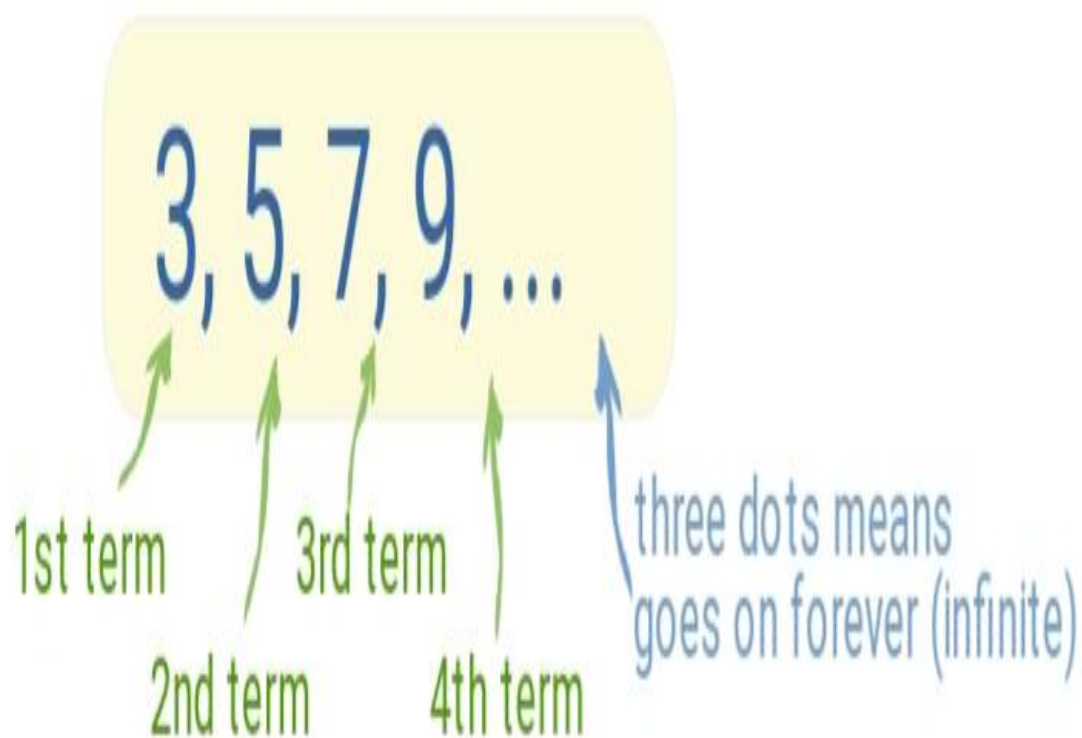 3, 5, 7, 9, ...
1st term
3rd term
2nd term
4th term
three dots means
goes on forever (infinite)